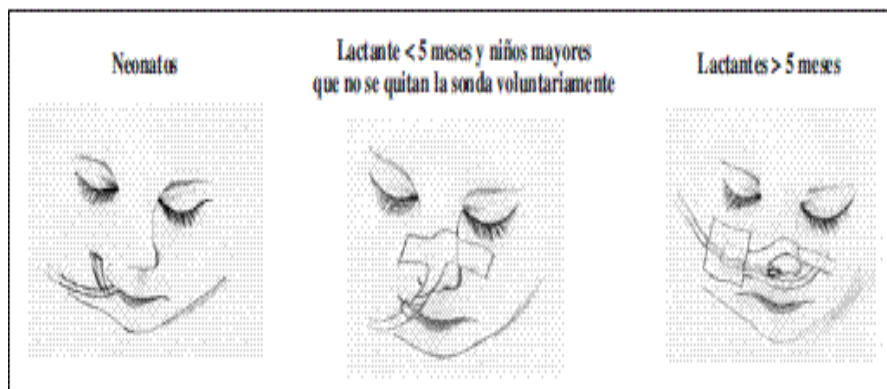 Neonatos
Lactante < 5 meses y niños mayores
que no se quitan la sonda voluntariamente
Lactantes > 5 meses